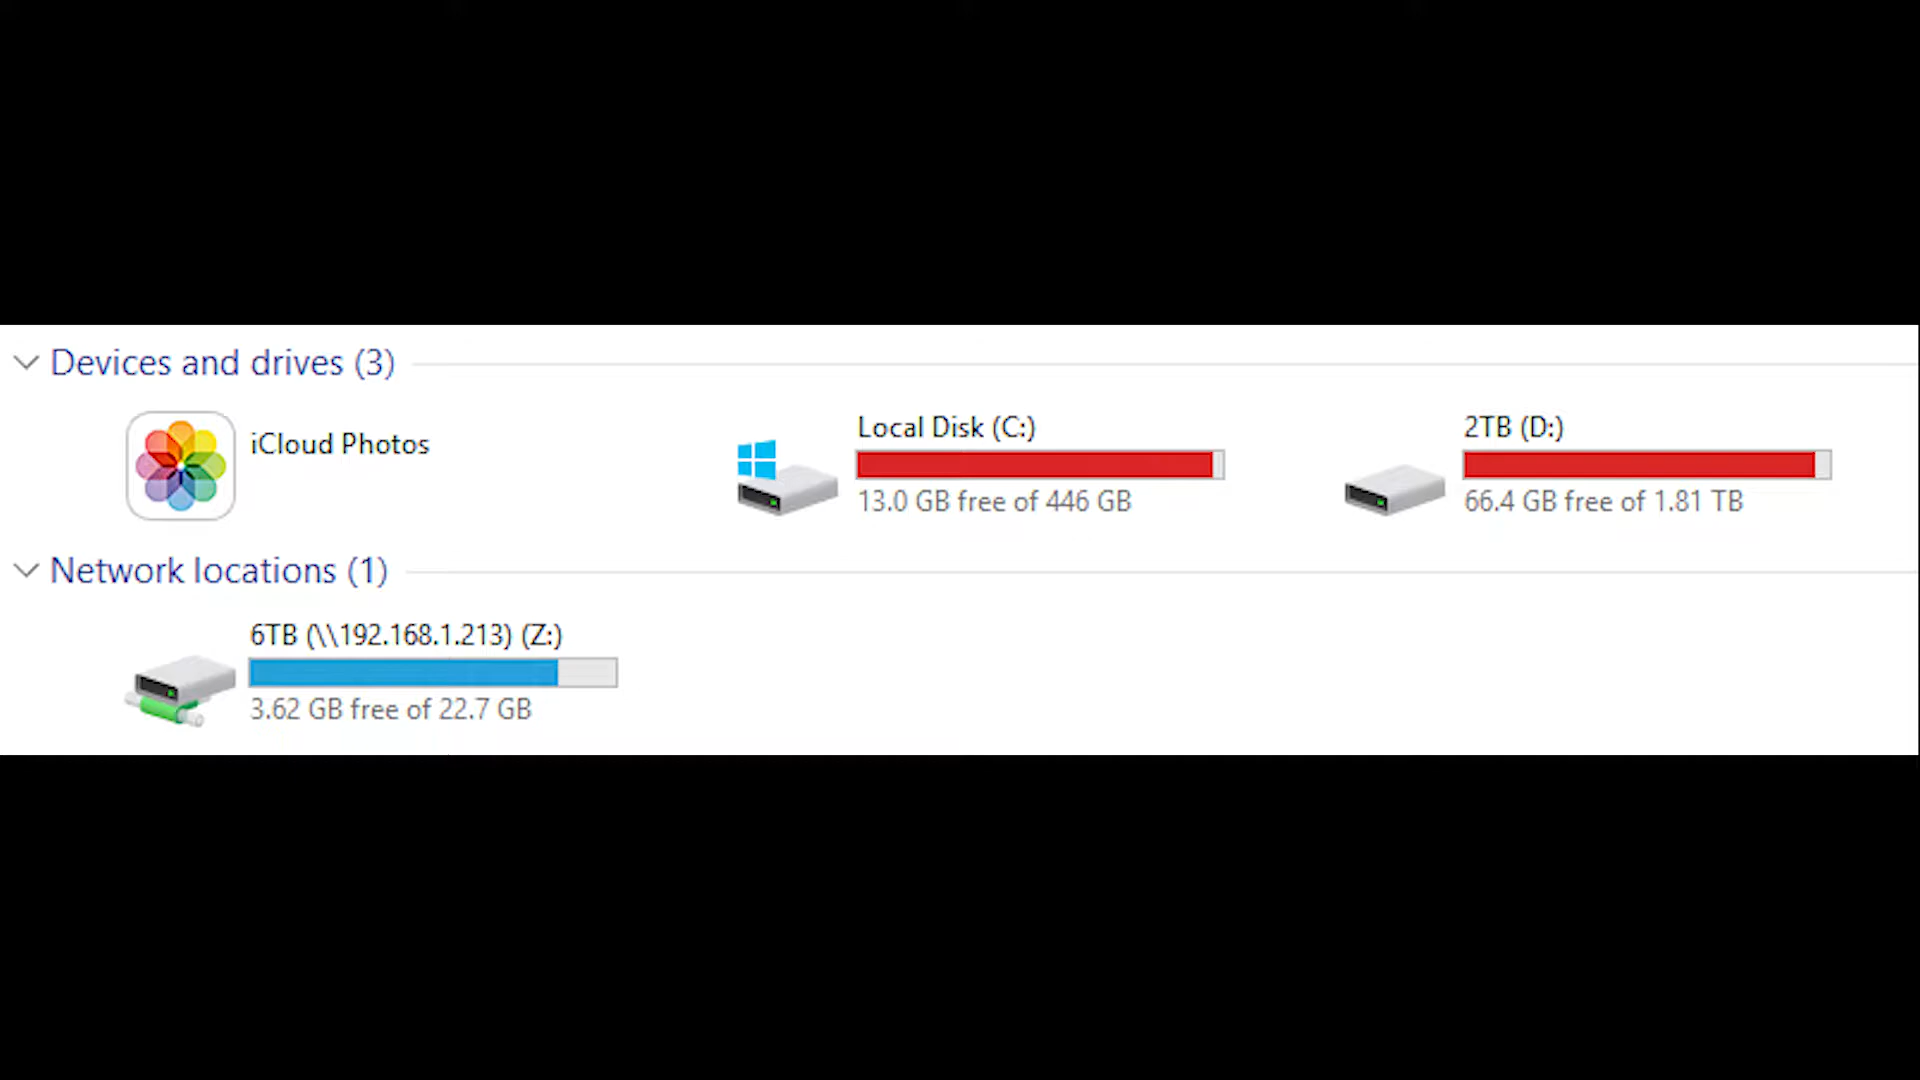 Devices and drives (3)
iCloud Photos
Local Disk (C:)
13.0 GB free of 446 GB
2TB (D:)
66.4 GB free of 1.81 TB
Network locations (1)
6TB (\\192.168.1.213) (Z:)
3.62 GB free of 22.7 GB